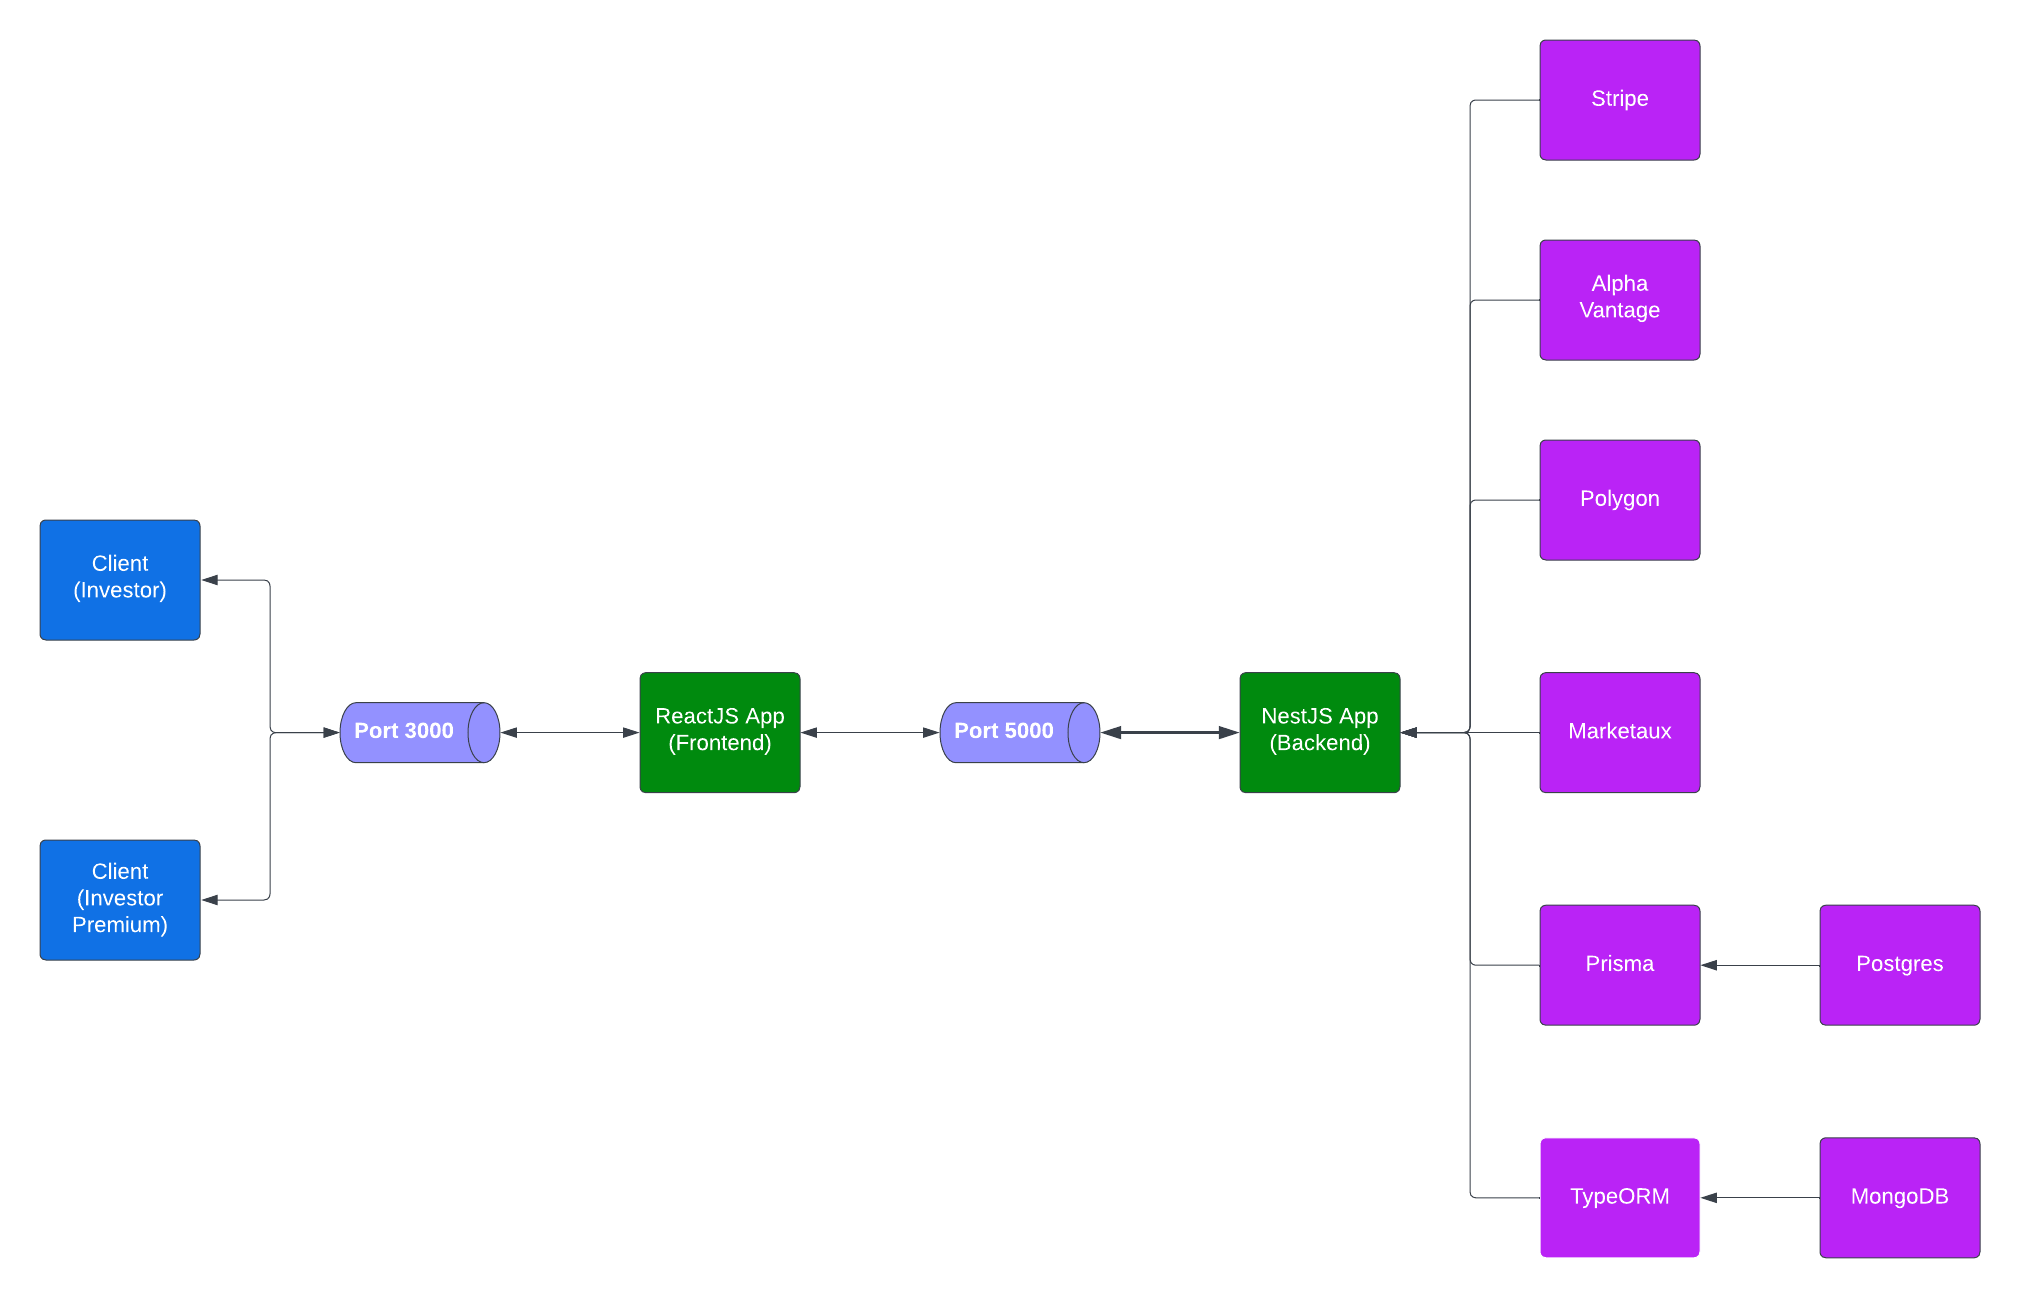 Stripe
Alpha
Vantage
Polygon
Client
(Investor)
Port 3000
ReactJS App
(Frontend)
Port 5000
NestJS App
(Backend)
Marketaux
Client
(Investor
Premium)
Prisma
Postgres
TypeORM
MongoDB